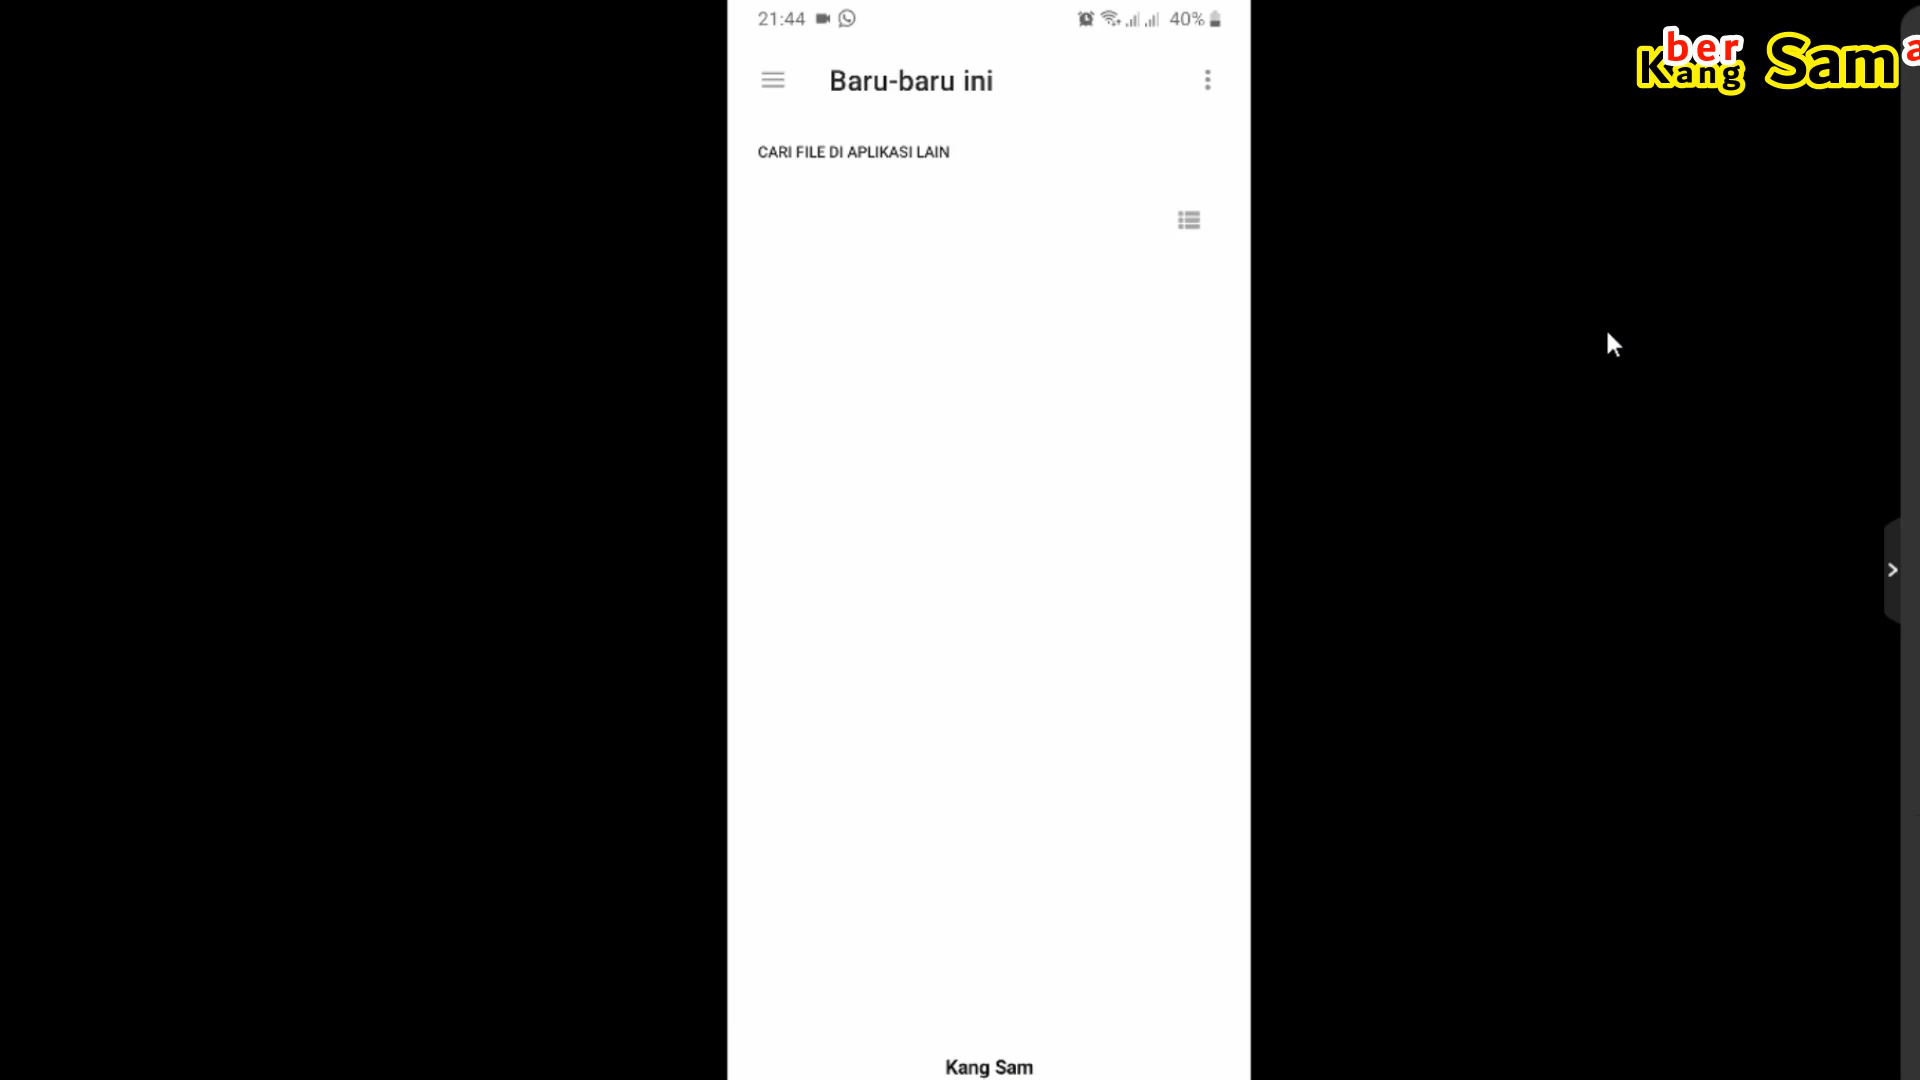 21:44
40%
ber
Kang Sam
a
Baru-baru ini
CARI FILE DI APLIKASI LAIN
Kang Sam